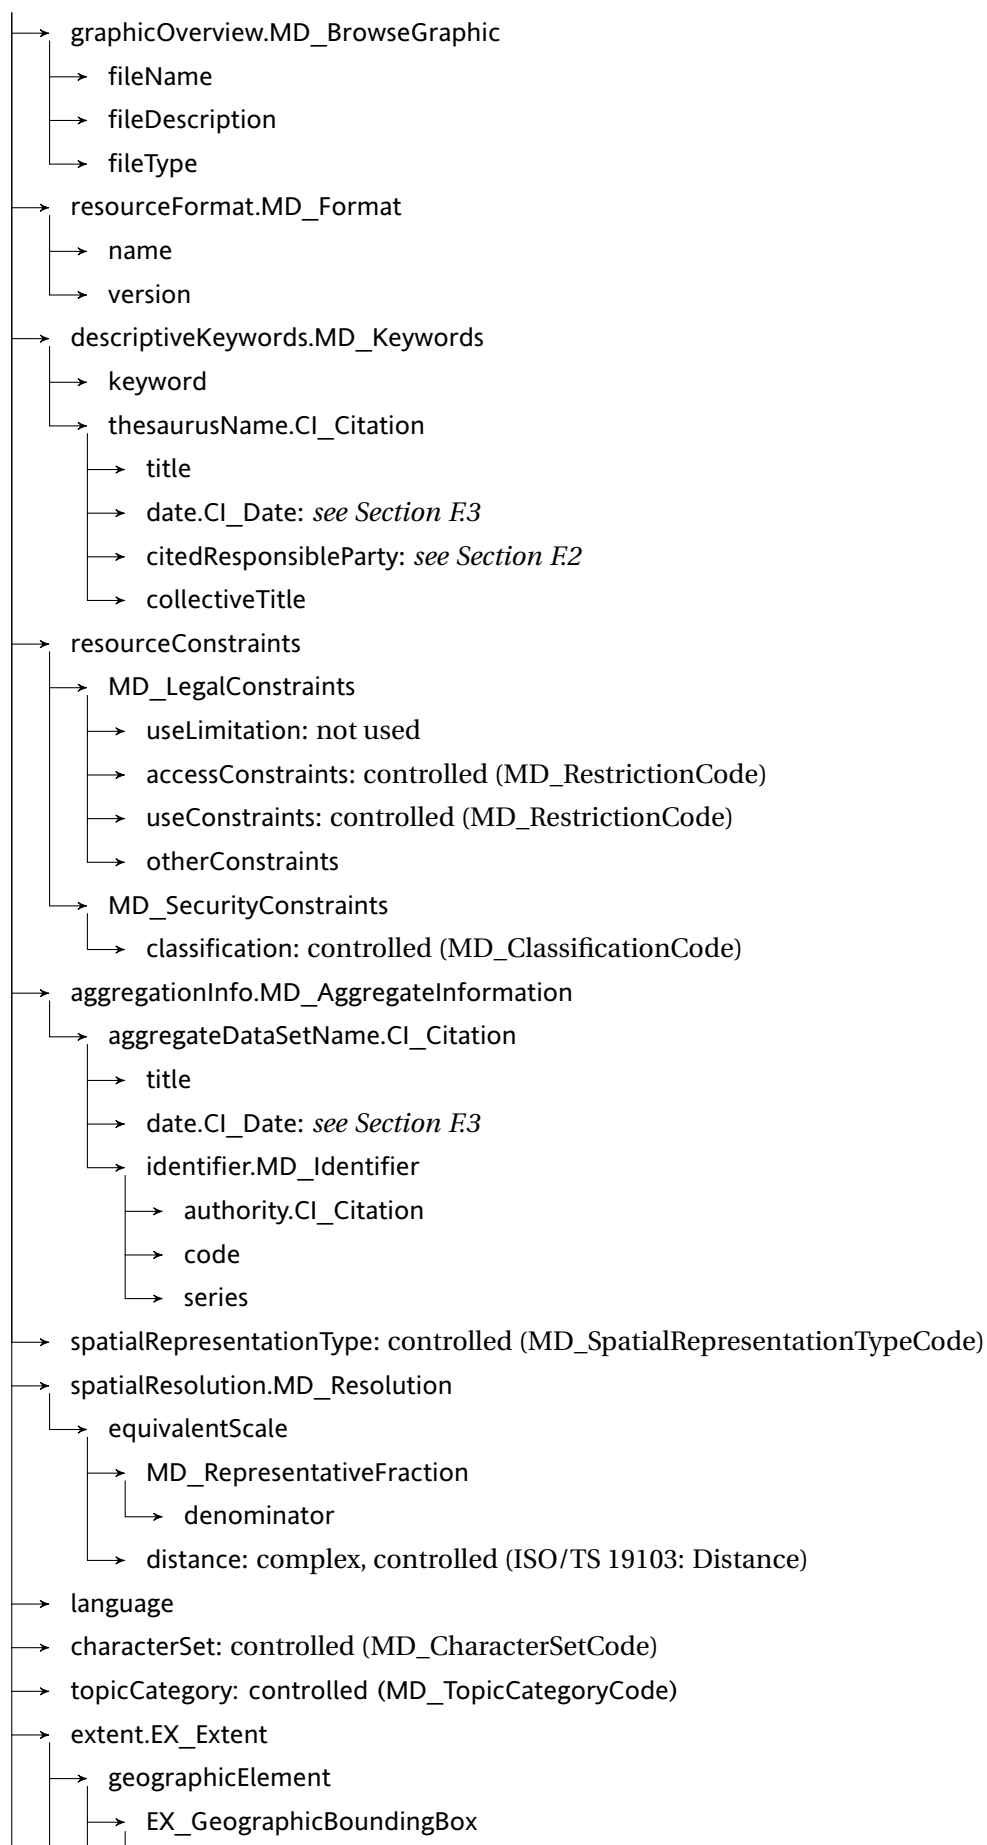 graphicOverview.MD_BrowseGraphic
fileName
fileDescription
fileType
resourceFormat.MD_Format
name
version
descriptiveKeywords.MD_Keywords
keyword
thesaurusName.CI_Citation
title
date.CI_Date: see Section F.3
citedResponsibleParty: see Section F.2
collectiveTitle
resourceConstraints
MD_LegalConstraints
useLimitation: not used
accessConstraints: controlled (MD_RestrictionCode)
useConstraints: controlled (MD_RestrictionCode)
otherConstraints
MD_SecurityConstraints
classification: controlled (MD_ClassificationCode)
aggregationInfo.MD_AggregateInformation
aggregateDataSetName.CI_Citation
title
date.CI_Date: see Section F.3
identifier.MD_Identifier
authority.CI_Citation
code
series
spatialRepresentationType: controlled (MD_SpatialRepresentationTypeCode)
spatialResolution.MD_Resolution
equivalentScale
MD_RepresentativeFraction
denominator
distance: complex, controlled (ISO/TS 19103: Distance)
language
characterSet: controlled (MD_CharacterSetCode)
topicCategory: controlled (MD_TopicCategoryCode)
extent.EX_Extent
geographicElement
EX_GeographicBoundingBox